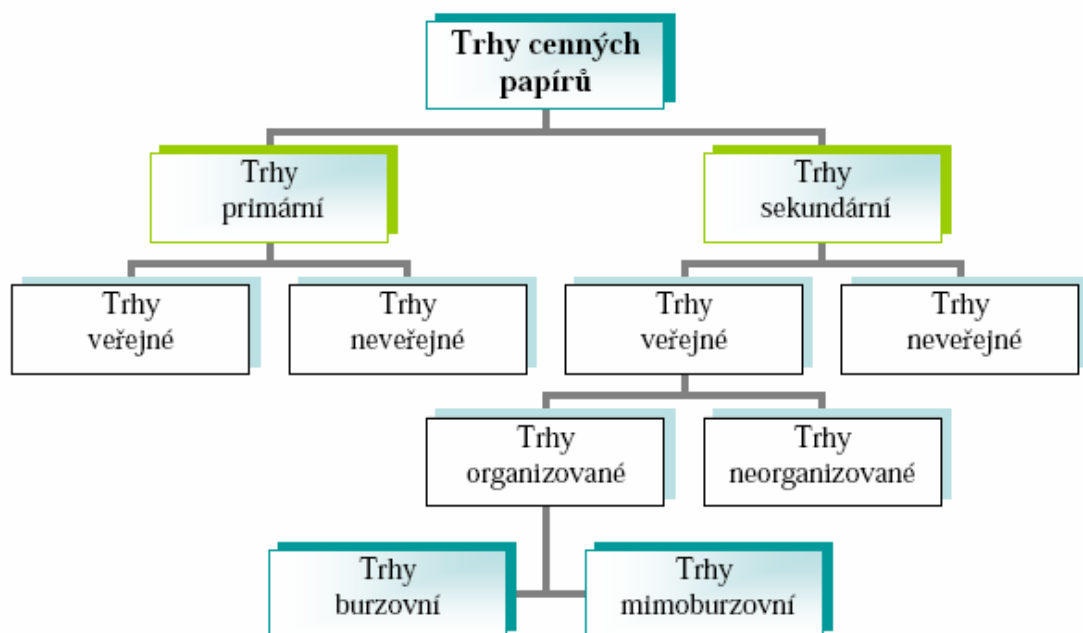 Trhy cenných
papírů
Trhy
primární
Trhy
sekundární
Trhy
veřejné
Trhy
neveřejné
Trhy
veřejné
Trhy
neveřejné
Trhy
organizované
Trhy
neorganizované
Trhy
burzovní
Trhy
mimoburzovní